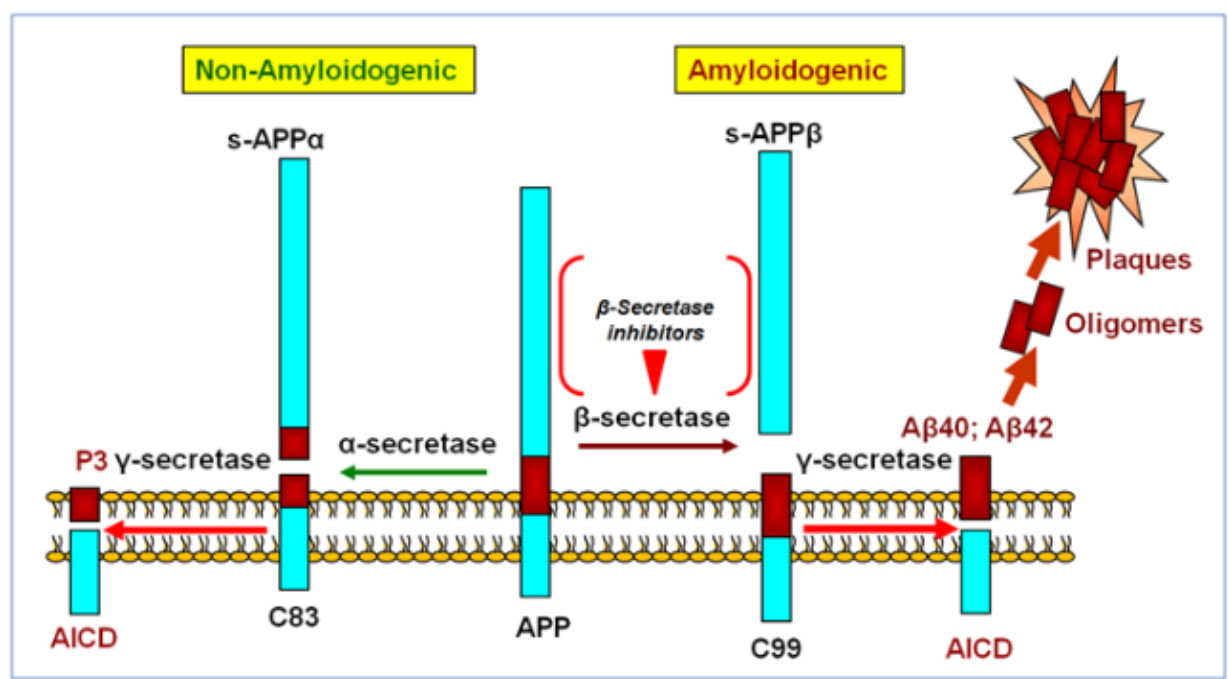 Non-Amyloidogenic
Amyloidogenic
s-APPα
s-APPβ
Plaques
β-Secretase
inhibitors
Oligomers
β-secretase
Aβ40; Aβ42
α-secretase
P3 γ-secretase
γ-secretase
C83
APP
C99
AICD
AICD